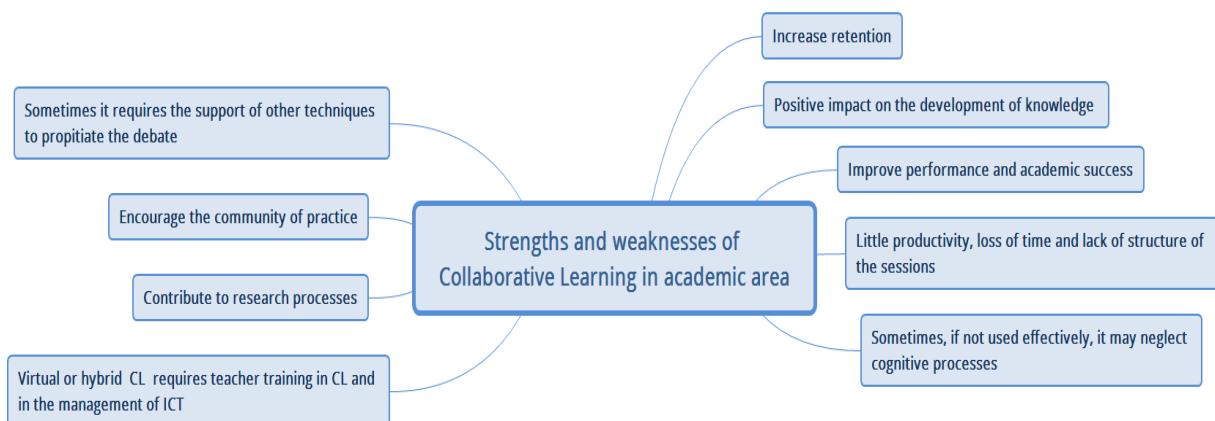 Increase retention
Sometimes it requires the support of other techniques
to propitiate the debate
Positive impact on the development of knowledge
Improve performance and academic success
Encourage the community of practice
Strengths and weaknesses of
Collaborative Learning in academic area
Little productivity, loss of time and lack of structure of
the sessions
Contribute to research processes
Sometimes, if not used effectively, it may neglect
cognitive processes
Virtual or hybrid CL requires teacher training in CL and
in the management of ICT